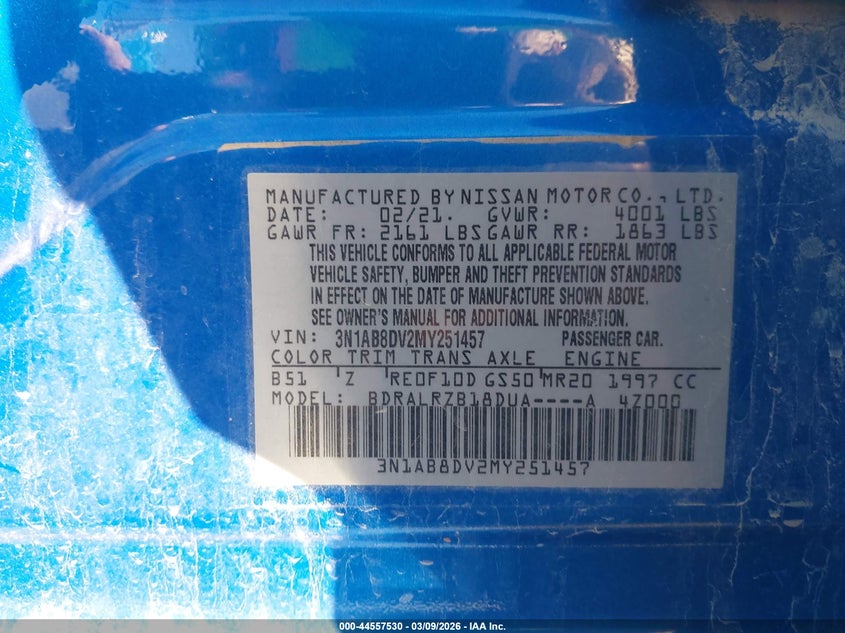 MANUFACTURED BY NISSAN MOTOR CO., LTD.
DATE: 02/21. GVWR: 4001 LBS
GAWR FR: 2161 LBS GAWR RR: 1863 LBS
THIS VEHICLE CONFORMS TO ALL APPLICABLE FEDERAL MOTOR
VEHICLE SAFETY, BUMPER AND THEFT PREVENTION STANDARDS
IN EFFECT ON THE DATE OF MANUFACTURE SHOWN ABOVE.
SEE OWNER'S MANUAL FOR ADDITIONAL INFORMATION.
VIN: 3N1AB8DV2MY251457 PASSENGER CAR.
COLOR TRIM TRANS AXLE ENGINE
B51 Z RE0F10D GS50 MR20 1997 CC
MODEL: BDRALRZB18DUA----A 4Z000
3N1AB8DV2MY251457
000-44557530 - 03/09/2026 - IAA Inc.